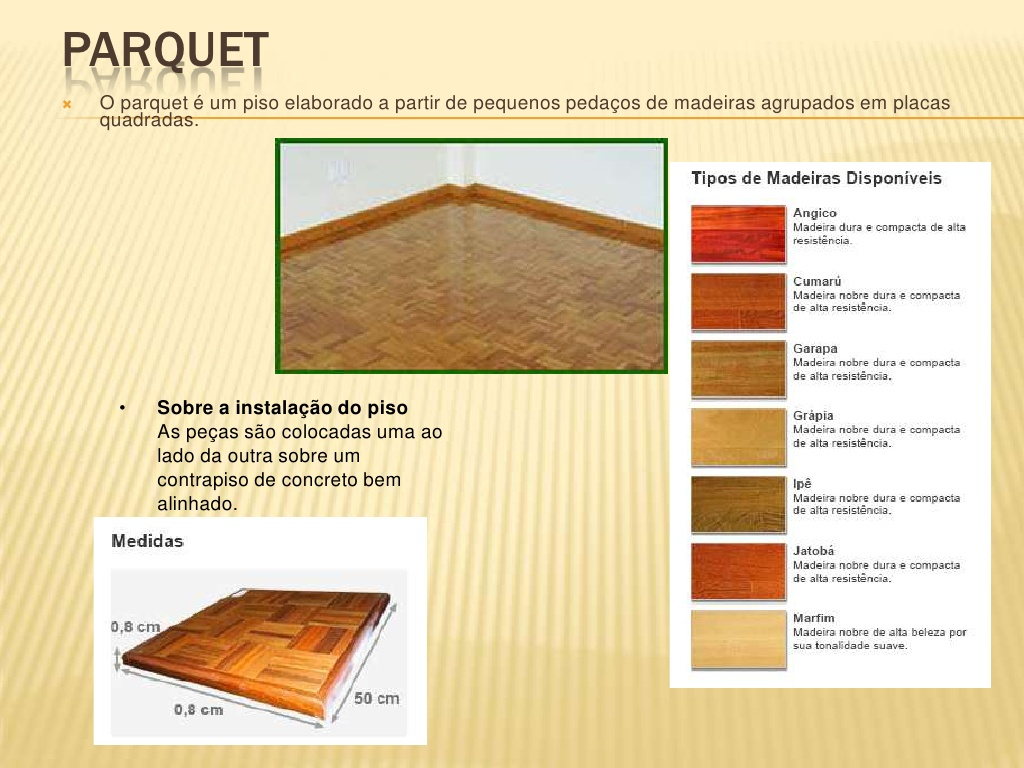 PARQUET
O parquet é um piso elaborado a partir de pequenos pedaços de madeiras agrupados em placas
quadradas.
Tipos de Madeiras Disponíveis
Angico
Madeira dura e compacta de alta
resistência.
Cumarú
Madeira nobre dura e compacta
de alta resistência.
Garapa
Madeira nobre dura e compacta
de alta resistência.
Grápia
Madeira nobre dura e compacta
de alta resistência.
Ipê
Madeira nobre dura e compacta
de alta resistência.
Jatobá
Madeira nobre dura e compacta
de alta resistência.
Marfim
Madeira nobre de alta beleza por
sua tonalidade suave.
• Sobre a instalação do piso
As peças são colocadas uma ao
lado da outra sobre um
contrapiso de concreto bem
alinhado.
Medidas
0,8 cm
0,8 cm
50 cm